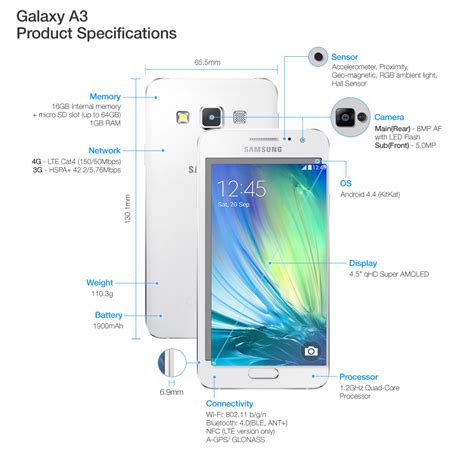 Galaxy A3
Product Specifications
65.5mm
Sensor
Accelerometer, Proximity,
Geo-magnetic, RGB ambient light,
Hall Sensor
Memory
16GB Internal memory
+ micro SD slot (up to 64GB)
1GB RAM
Camera
Main(Rear) - 8MP AF
with LED Flash
Sub(Front) - 5.0MP
Network
4G - LTE Cat4 (150/50Mbps)
3G - HSPA+ 42.2/5.76Mbps
SAMSUNG
OS
Android 4.4 (KitKat)
6:45
Sat, 20 Sep
130.1mm
Display
4.5" qHD Super AMOLED
Weight
110.3g
Battery
1900mAh
H
6.9mm
Processor
1.2GHz Quad-Core
Processor
Connectivity
Wi-Fi: 802.11 b/g/n
Bluetooth: 4.0(BLE, ANT+)
NFC (LTE version only)
A-GPS/ GLONASS